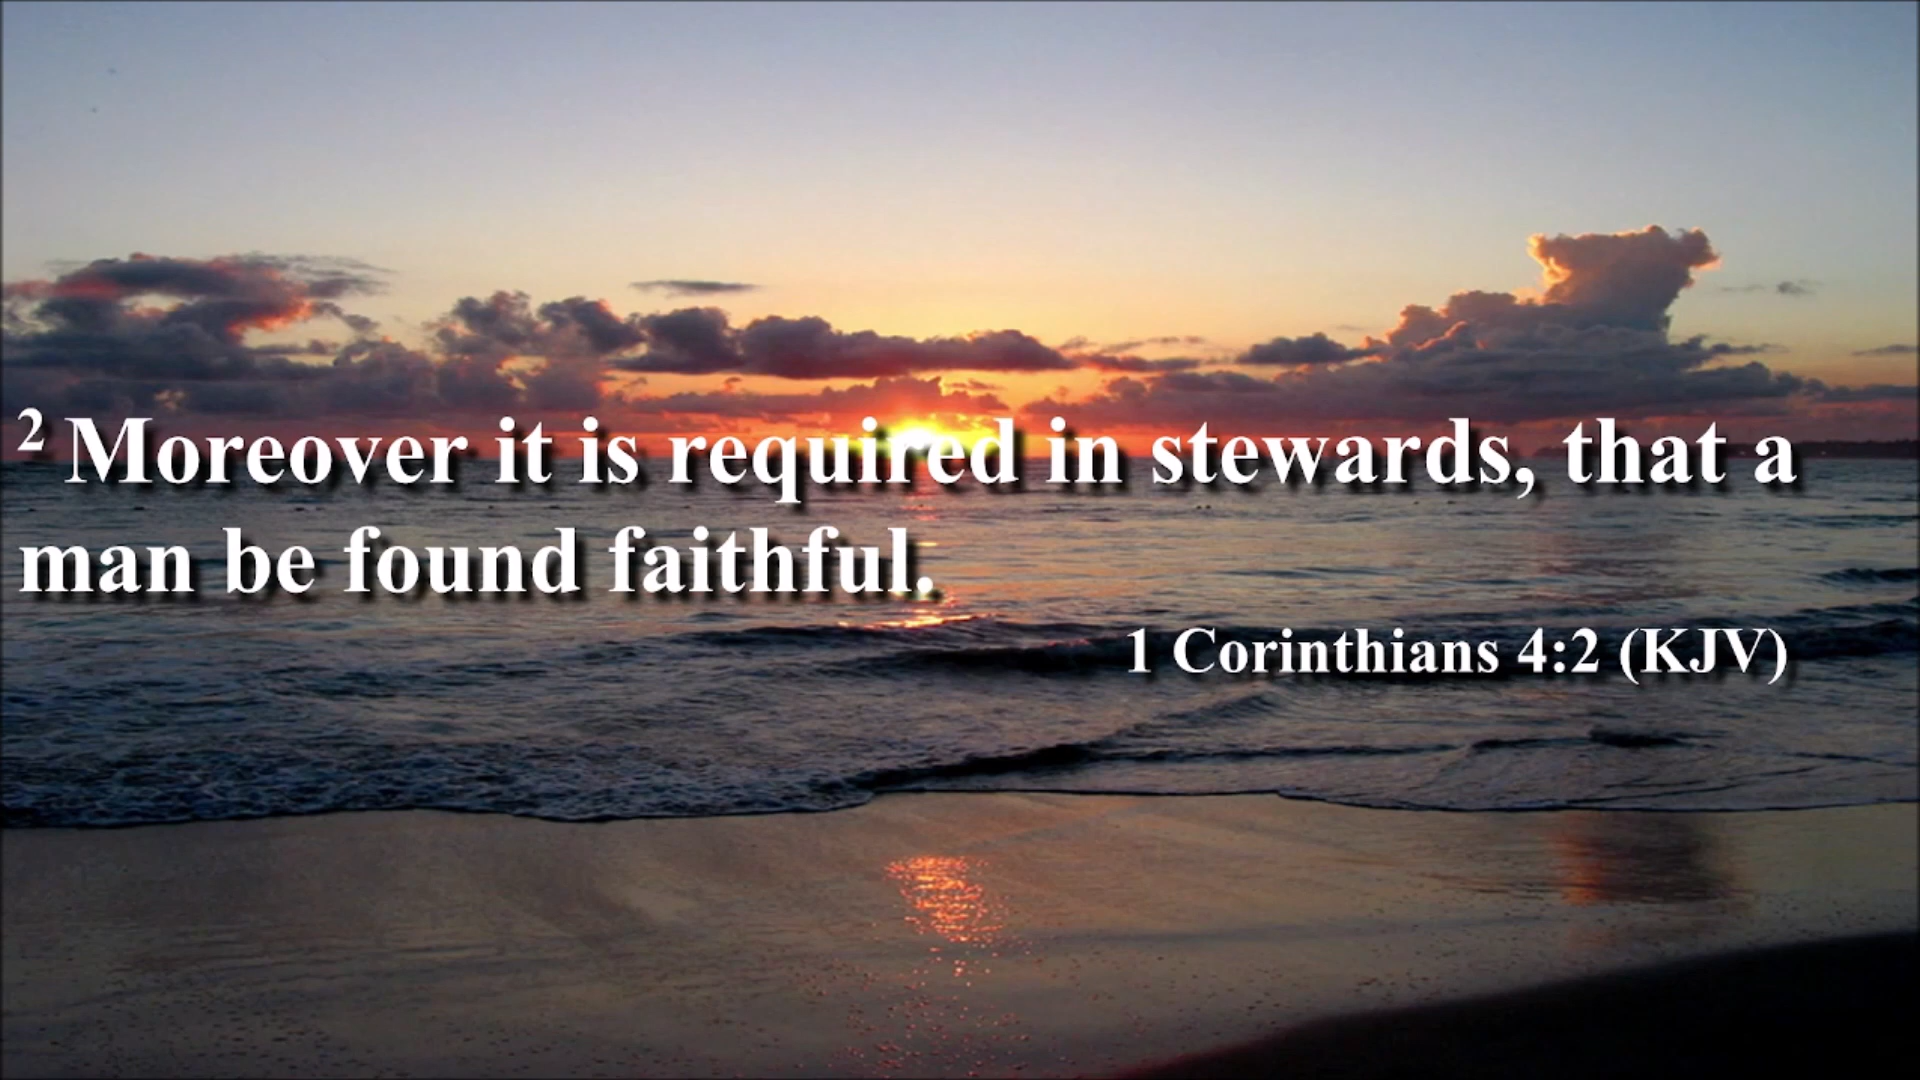 2 Moreover it is required in stewards, that a
man be found faithful.
1 Corinthians 4:2 (KJV)